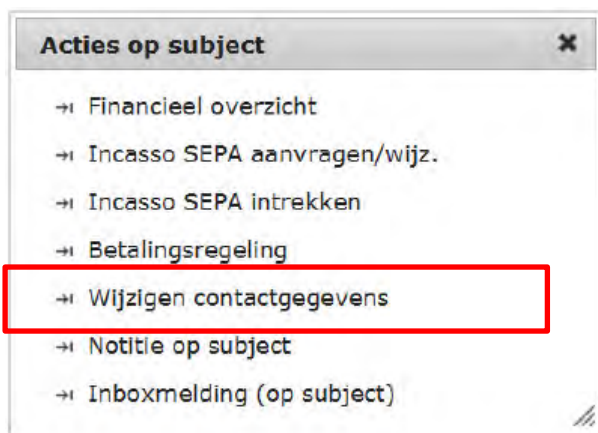 Acties op subject
Financieel overzicht
Incasso SEPA aanvragen/wijz.
Incasso SEPA intrekken
Betalingsregeling
Wijzigen contactgegevens
Notitie op subject
Inboxmelding (op subject)